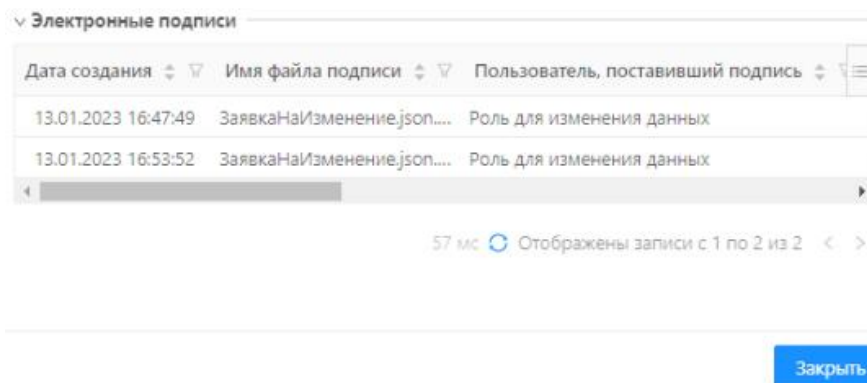 Электронные подписи
Дата создания Имя файла подписи Пользователь, поставивший подпись
13.01.2023 16:47:49 ЗаявкаНаИзменение.json.... Роль для изменения данных
13.01.2023 16:53:52 ЗаявкаНаИзменение.json.... Роль для изменения данных
57 мс Отображены записи с 1 по 2 из 2
Закрыть